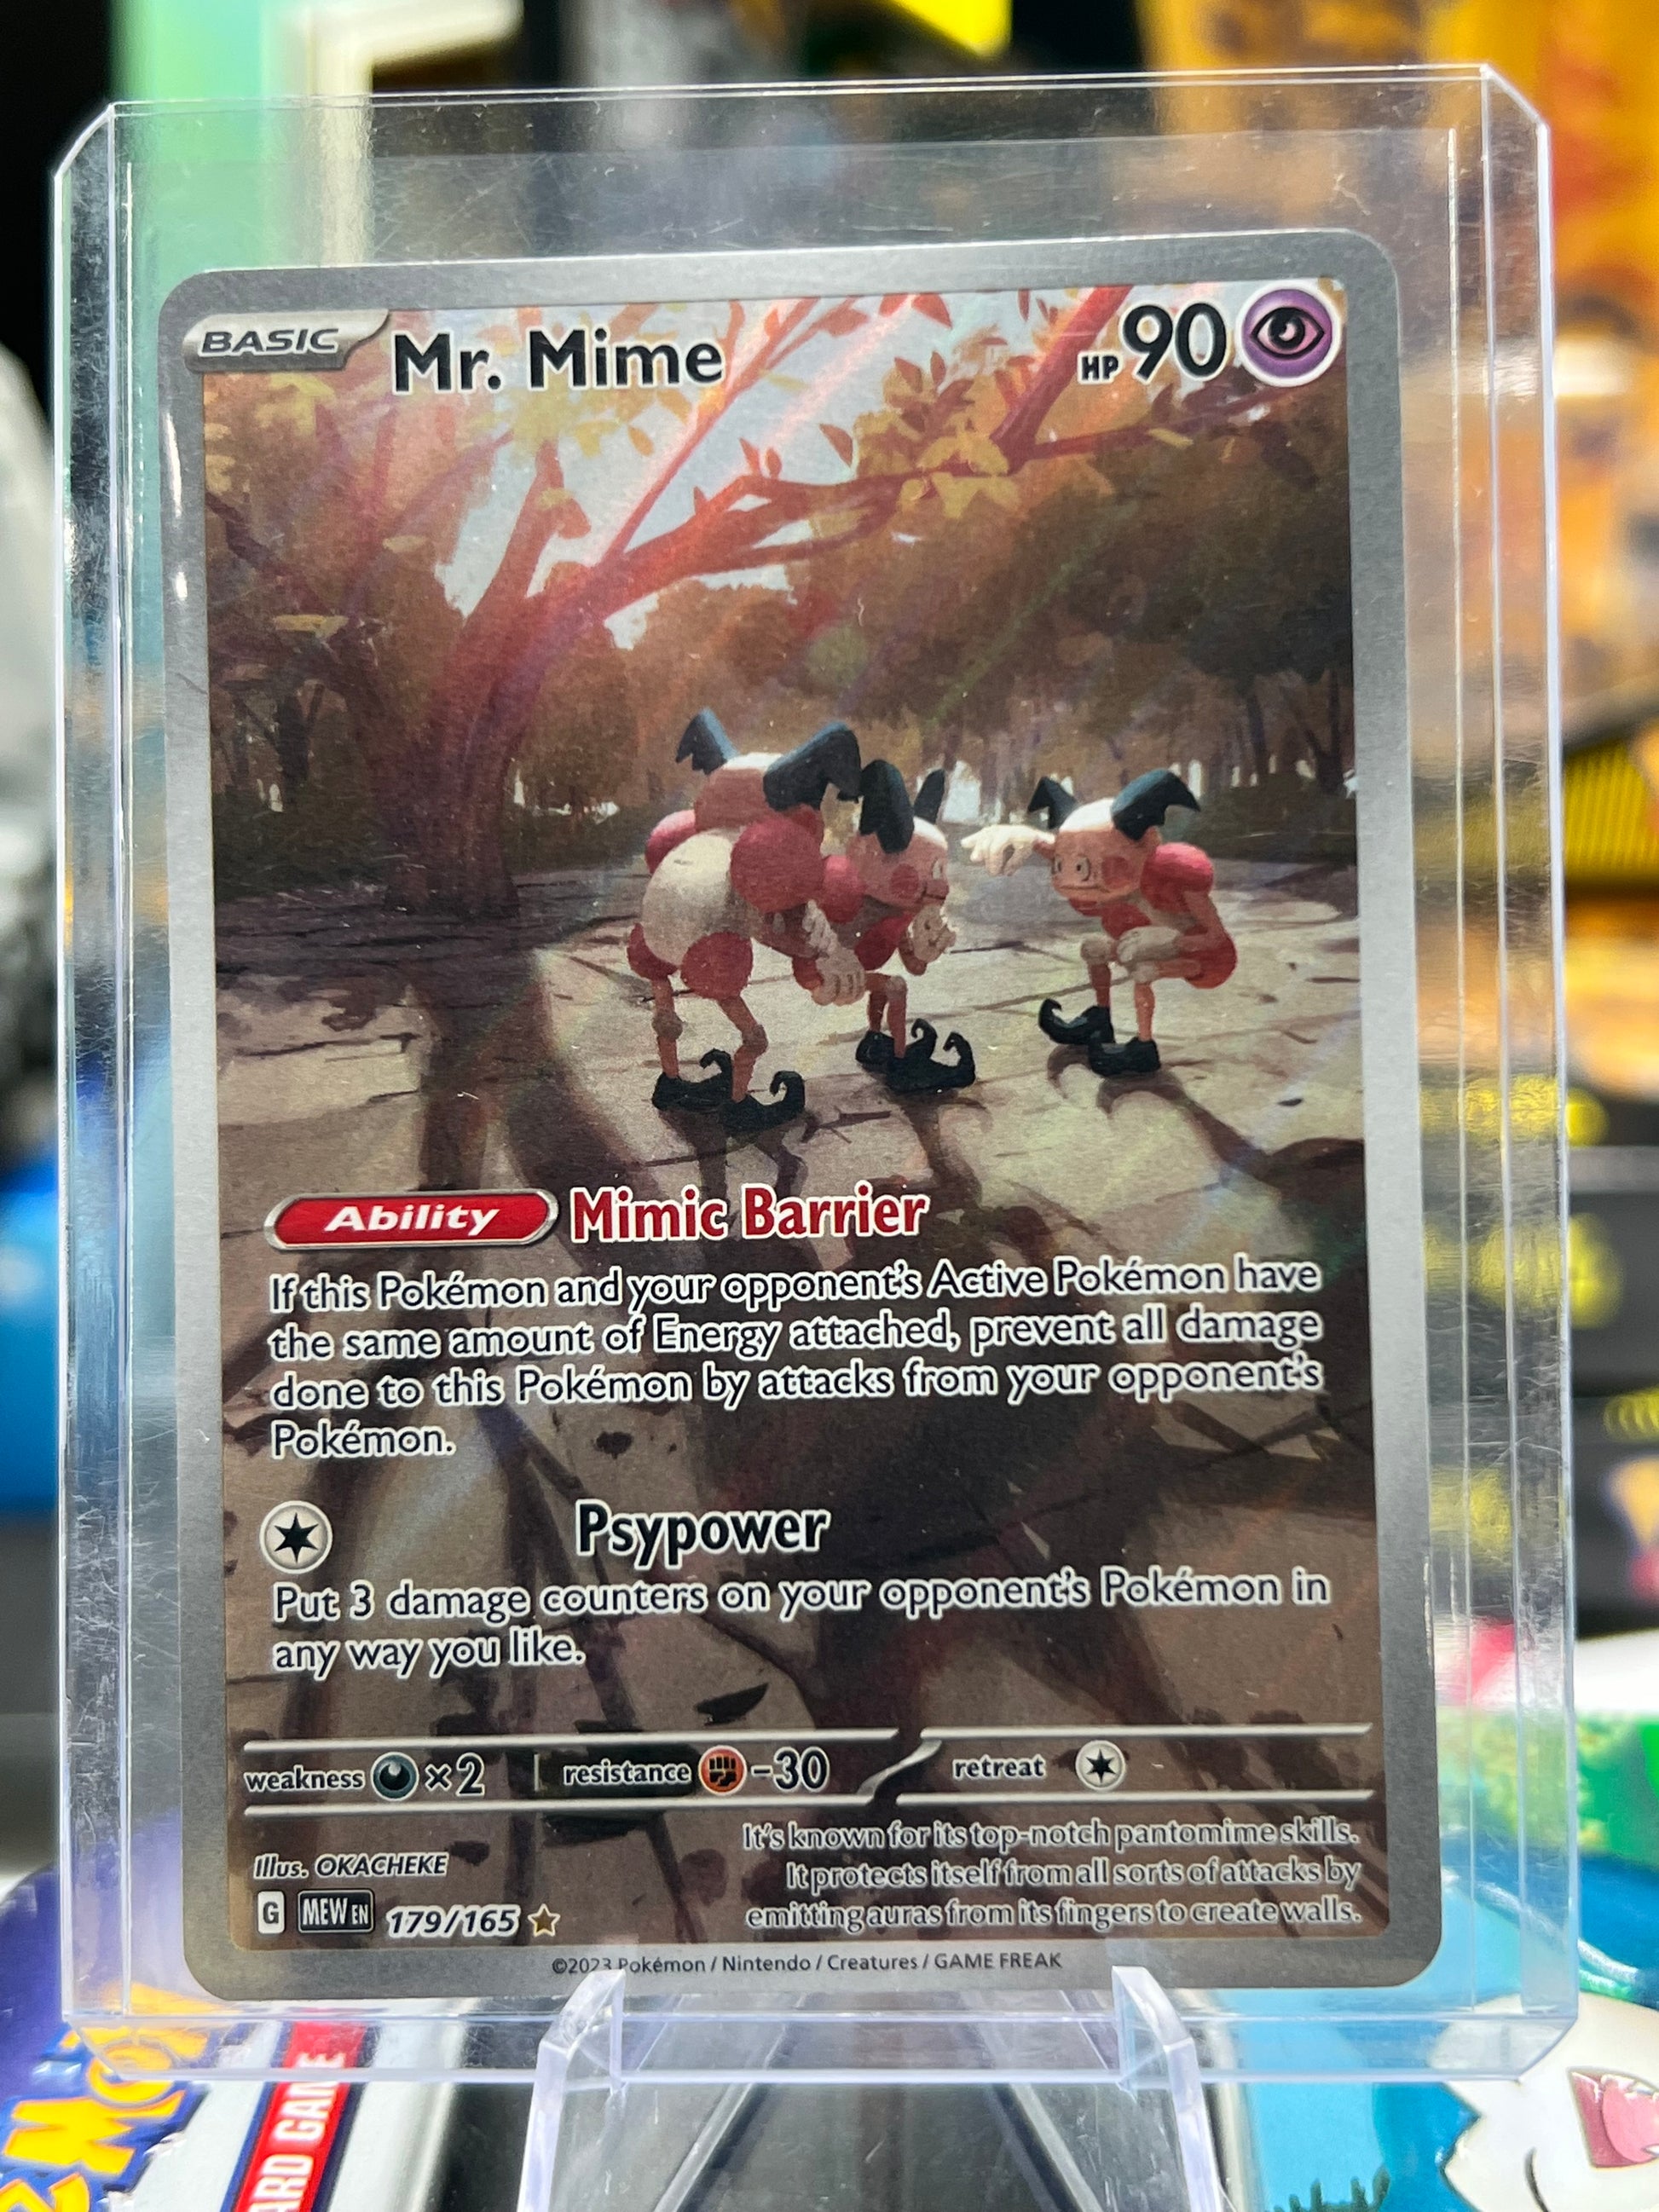 BASIC Mr. Mime HP 90
Ability Mimic Barrier
If this Pokémon and your opponent's Active Pokémon have
the same amount of Energy attached, prevent all damage
done to this Pokémon by attacks from your opponent's
Pokémon.
Psypower
Put 3 damage counters on your opponent's Pokémon in
any way you like.
weakness ×2 resistance -30 retreat
It's known for its top-notch pantomime skills.
It protects itself from all sorts of attacks by
emitting auras from its fingers to create walls.
Illus. OKACHEKE
G MEW EN 179/165
©2023 Pokémon / Nintendo / Creatures / GAME FREAK